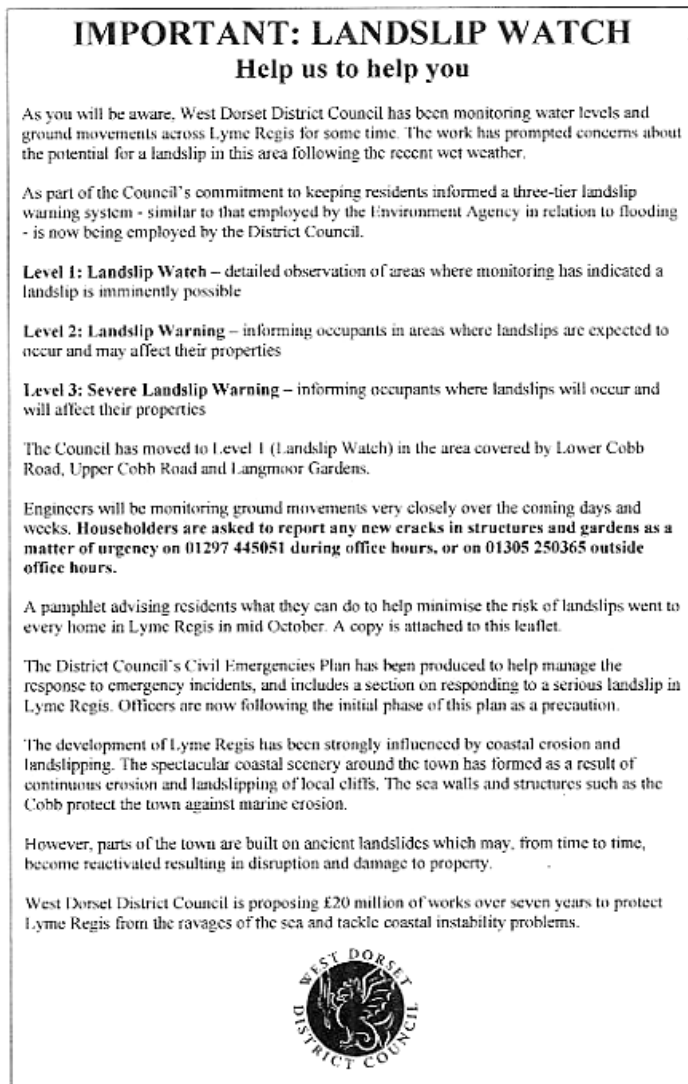 IMPORTANT: LANDSLIP WATCH
Help us to help you
As you will be aware, West Dorset District Council has been monitoring water levels and
ground movements across Lyme Regis for some time. The work has prompted concerns about
the potential for a landslip in this area following the recent wet weather.
As part of the Council's commitment to keeping residents informed a three-tier landslip
warning system - similar to that employed by the Environment Agency in relation to flooding
- is now being employed by the District Council.
Level 1: Landslip Watch – detailed observation of areas where monitoring has indicated a
landslip is imminently possible
Level 2: Landslip Warning – informing occupants in areas where landslips are expected to
occur and may affect their properties
Level 3: Severe Landslip Warning – informing occupants where landslips will occur and
will affect their properties
The Council has moved to Level 1 (Landslip Watch) in the area covered by Lower Cobb
Road, Upper Cobb Road and Langmoor Gardens.
Engineers will be monitoring ground movements very closely over the coming days and
weeks. Householders are asked to report any new cracks in structures and gardens as a
matter of urgency on 01297 445051 during office hours, or on 01305 250365 outside
office hours.
A pamphlet advising residents what they can do to help minimise the risk of landslips went to
every home in Lyme Regis in mid October. A copy is attached to this leaflet.
The District Council's Civil Emergencies Plan has been produced to help manage the
response to emergency incidents, and includes a section on responding to a serious landslip in
Lyme Regis. Officers are now following the initial phase of this plan as a precaution.
The development of Lyme Regis has been strongly influenced by coastal erosion and
landslipping. The spectacular coastal scenery around the town has formed as a result of
continuous erosion and landslipping of local cliffs. The sea walls and structures such as the
Cobb protect the town against marine erosion.
However, parts of the town are built on ancient landslides which may, from time to time,
become reactivated resulting in disruption and damage to property.
West Dorset District Council is proposing £20 million of works over seven years to protect
Lyme Regis from the ravages of the sea and tackle coastal instability problems.
WEST DORSET
DISTRICT COUNCIL